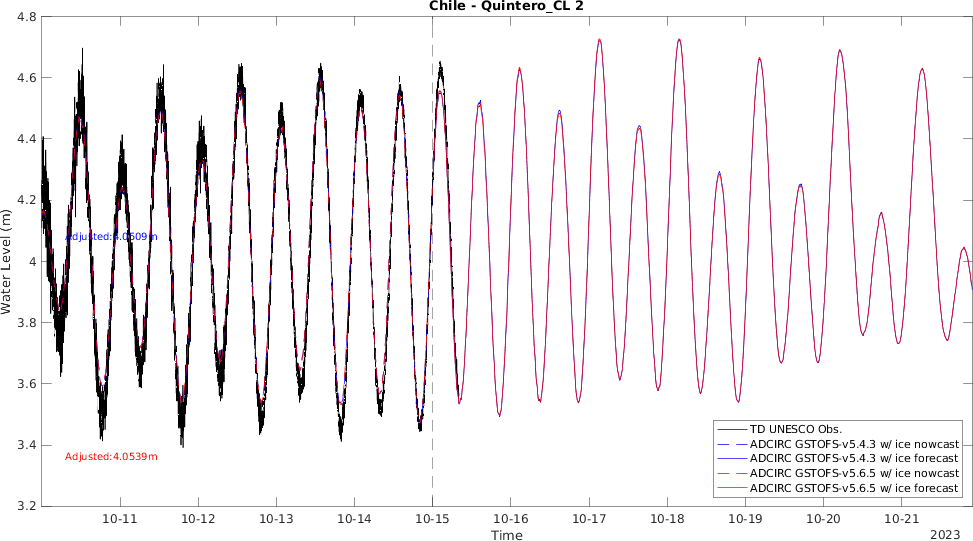 Chile - Quintero_CL 2
4.8
4.6
4.4
4.2
4
3.8
3.6
3.4
3.2
Water Level (m)
Adjusted:4.0609m
Adjusted:4.0539m
TD UNESCO Obs.
ADCIRC GSTOFS-v5.4.3 w/ ice nowcast
ADCIRC GSTOFS-v5.4.3 w/ ice forecast
ADCIRC GSTOFS-v5.6.5 w/ ice nowcast
ADCIRC GSTOFS-v5.6.5 w/ ice forecast
10-11 10-12 10-13 10-14 10-15 10-16 10-17 10-18 10-19 10-20 10-21
Time
2023